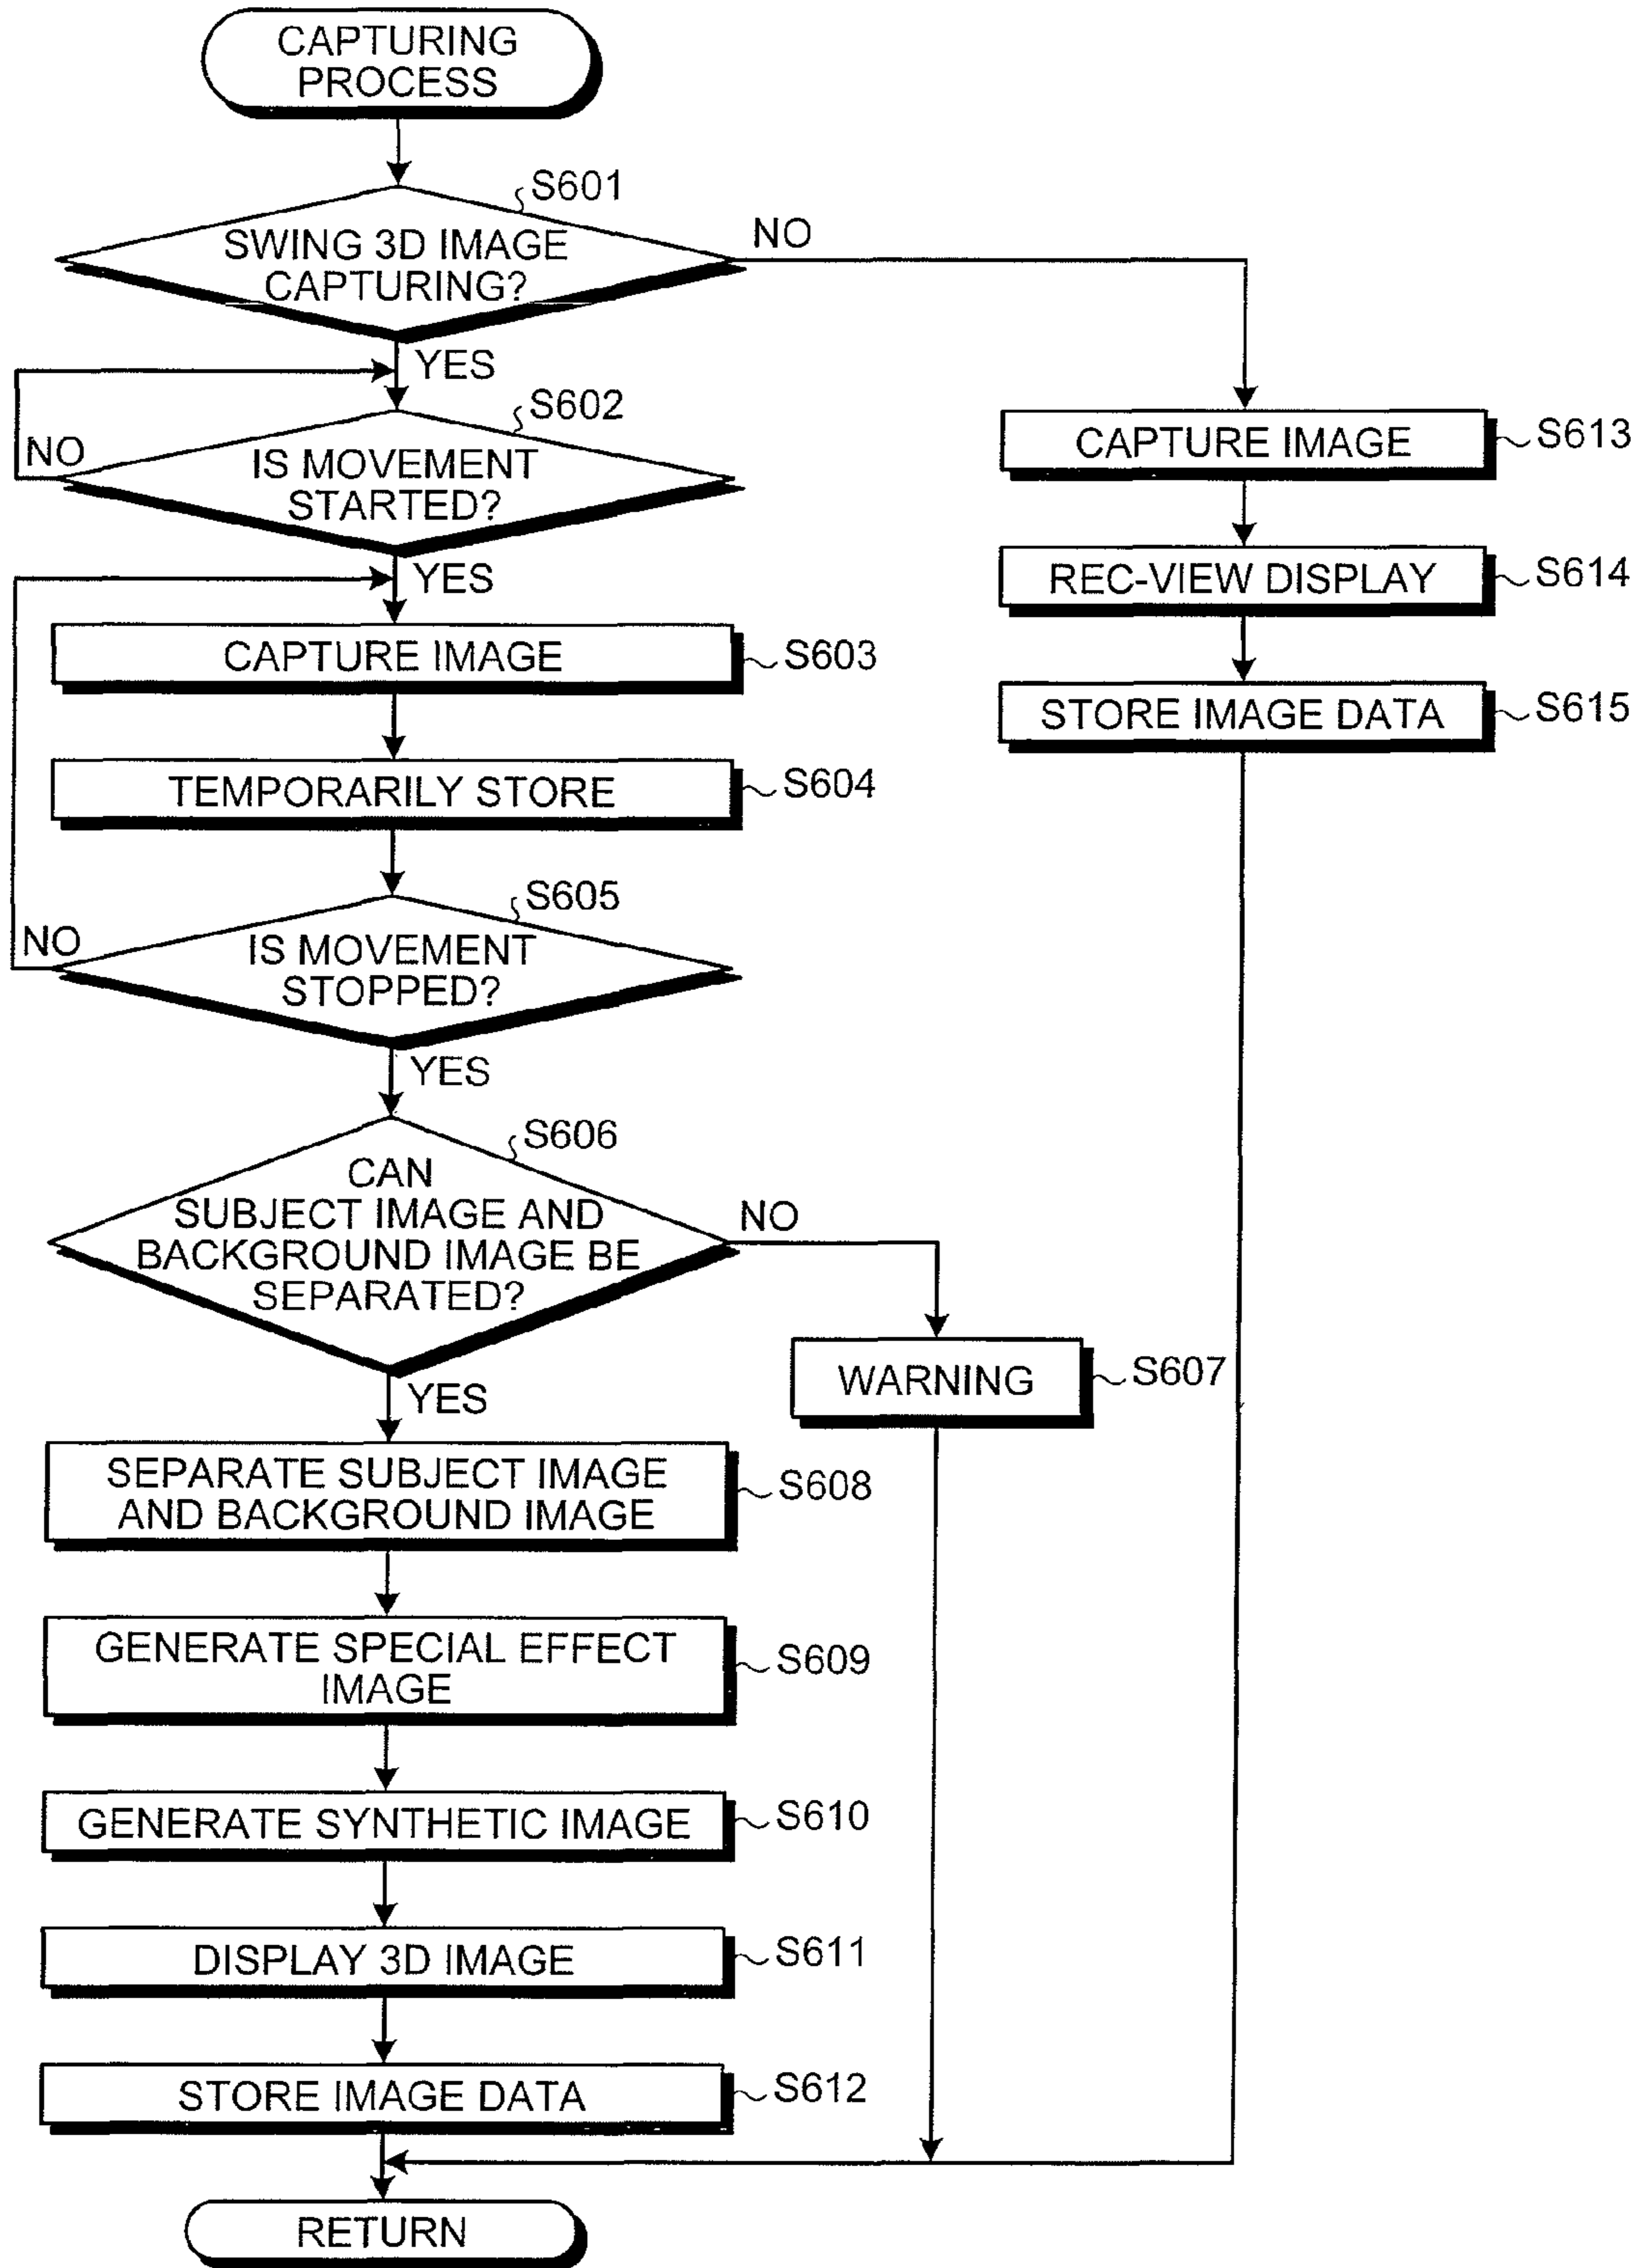 CAPTURING
PROCESS
S601
SWING 3D IMAGE
CAPTURING?
NO
YES
S602
IS MOVEMENT
STARTED?
NO
YES
CAPTURE IMAGE
S603
TEMPORARILY STORE
S604
S605
IS MOVEMENT
STOPPED?
NO
YES
S606
CAN
SUBJECT IMAGE AND
BACKGROUND IMAGE BE
SEPARATED?
NO
WARNING
S607
YES
SEPARATE SUBJECT IMAGE
AND BACKGROUND IMAGE
S608
GENERATE SPECIAL EFFECT
IMAGE
S609
GENERATE SYNTHETIC IMAGE
S610
DISPLAY 3D IMAGE
S611
STORE IMAGE DATA
S612
CAPTURE IMAGE
S613
REC-VIEW DISPLAY
S614
STORE IMAGE DATA
S615
RETURN